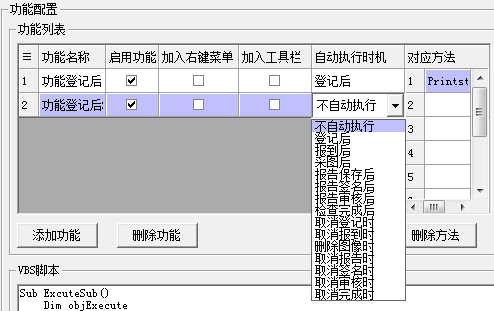 功能配置
功能列表
☰ 功能名称 启用功能 加入右键菜单 加入工具栏 自动执行时机 对应方法
1 功能登记后 登记后 1 Printst
2 功能登记后 不自动执行 2
不自动执行
登记后
报到后
采图后
报告保存后
报告签名后
报告审核后
检查完成后
取消登记时
取消报到时
删除图像时
取消报告时
取消签名时
取消审核时
取消完成时
3
4
5
添加功能 删除功能 删除方法
VBS脚本
Sub ExcuteSub()
Dim objExecute